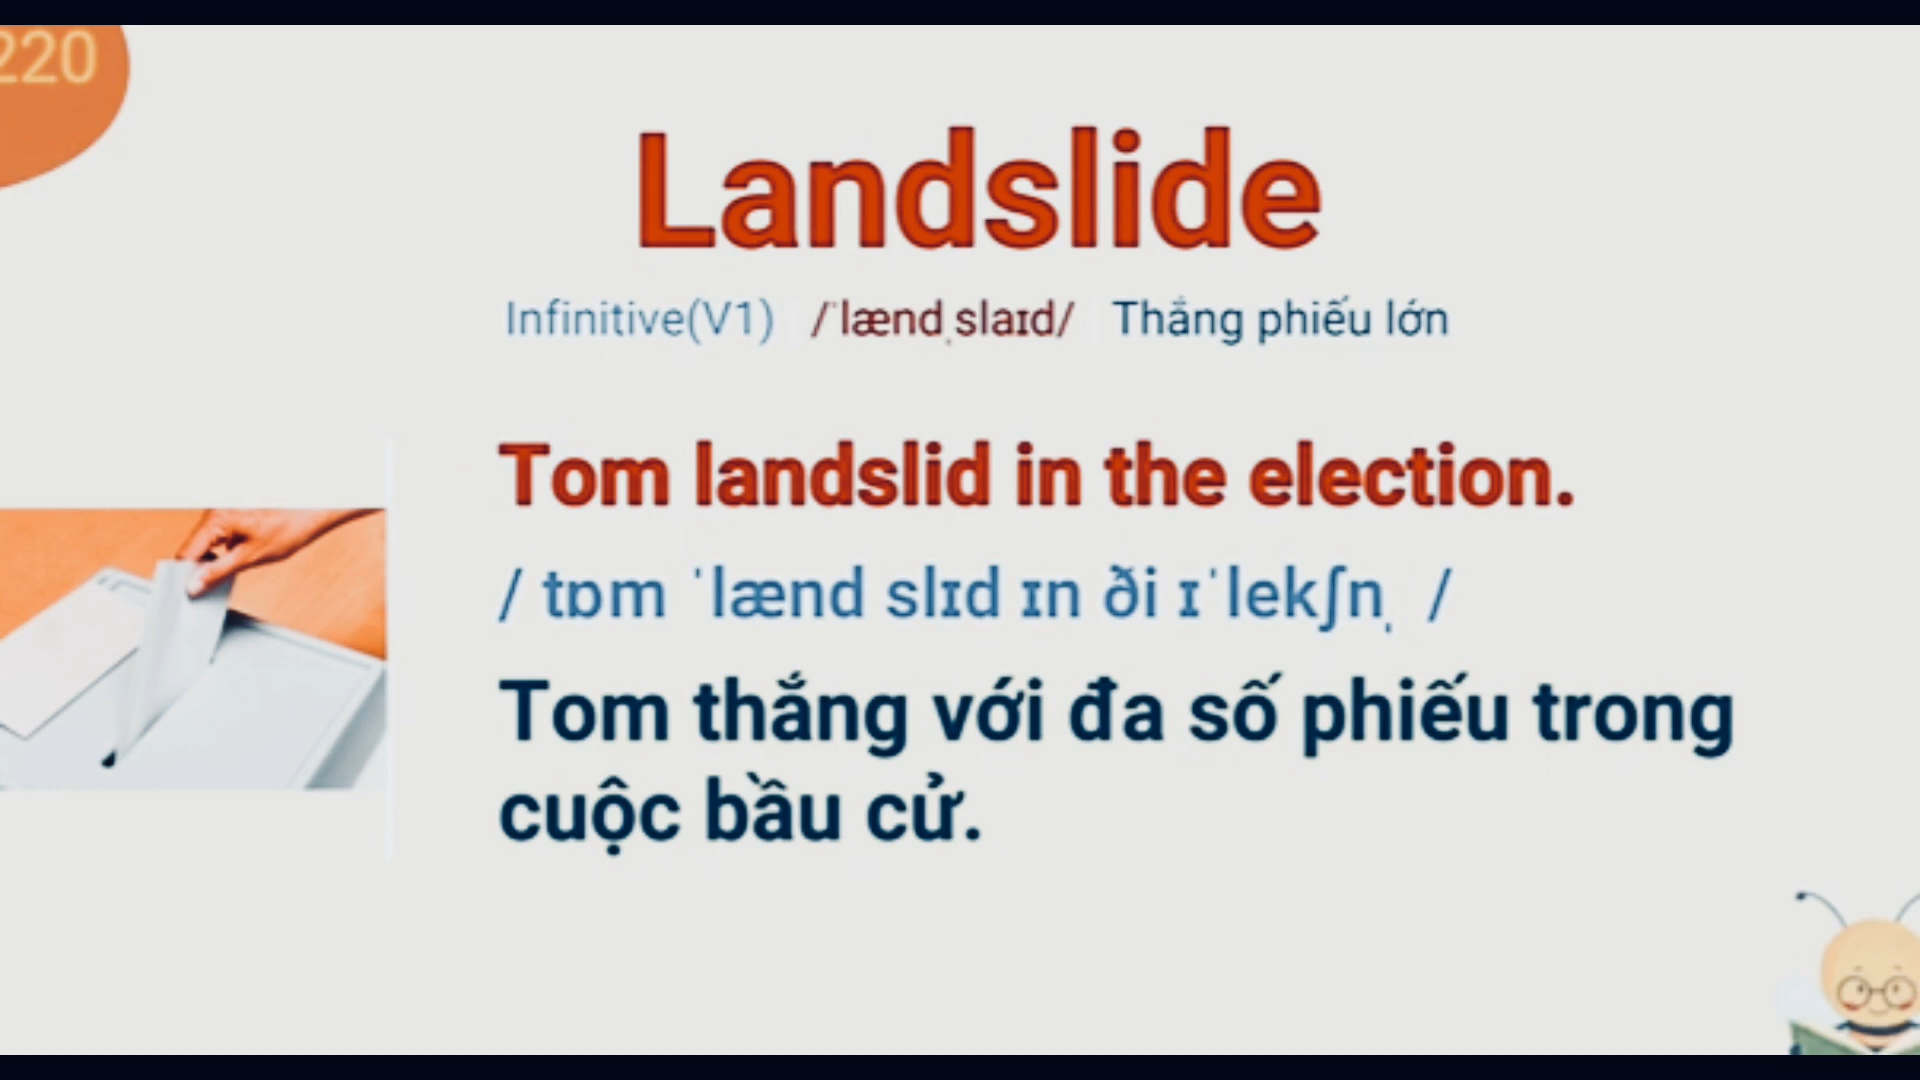 220
Landslide
Infinitive(V1) /ˈlændˌslaɪd/ Thắng phiếu lớn
Tom landslid in the election.
/ tɒm ˈlænd slɪd ɪn ði ɪˈlekʃn̩ /
Tom thắng với đa số phiếu trong
cuộc bầu cử.